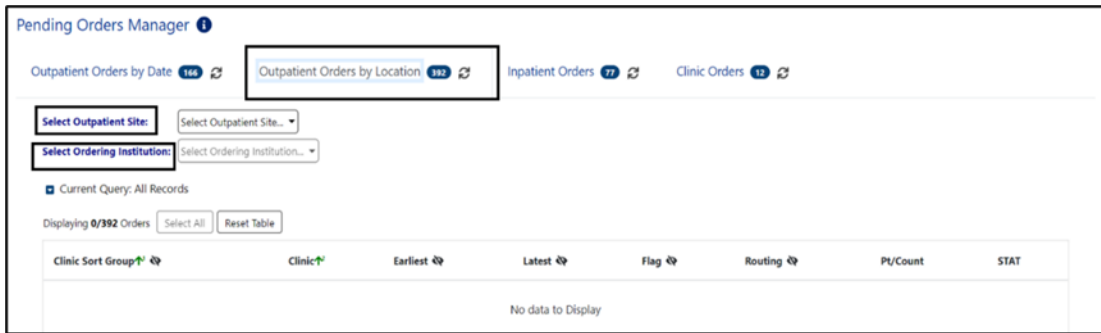 Pending Orders Manager i
Outpatient Orders by Date 166 Outpatient Orders by Location 392 Inpatient Orders 77 Clinic Orders 12
Select Outpatient Site: Select Outpatient Site...
Select Ordering Institution: Select Ordering Institution...
Current Query: All Records
Displaying 0/392 Orders Select All Reset Table
Clinic Sort Group Clinic Earliest Latest Flag Routing Pt/Count STAT
No data to Display